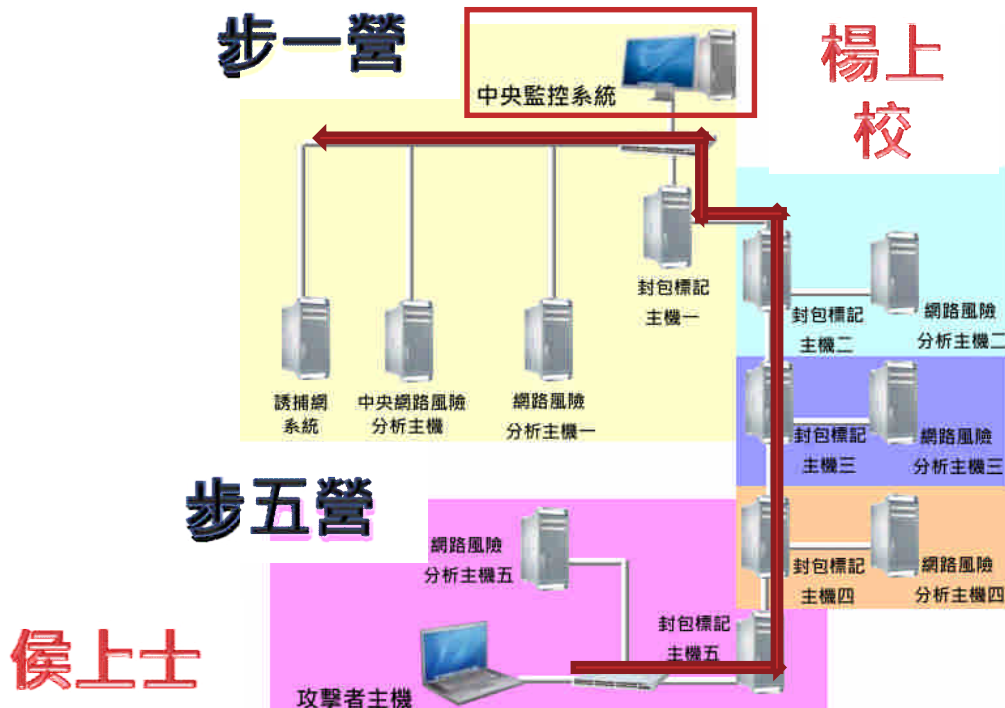 步一營
楊上
校
中央監控系統
封包標記
主機一
封包標記
主機二
網路風險
分析主機二
誘捕網
系統
中央網路風險
分析主機
網路風險
分析主機一
封包標記
主機三
網路風險
分析主機三
步五營
網路風險
分析主機五
封包標記
主機四
網路風險
分析主機四
封包標記
主機五
侯上士
攻擊者主機